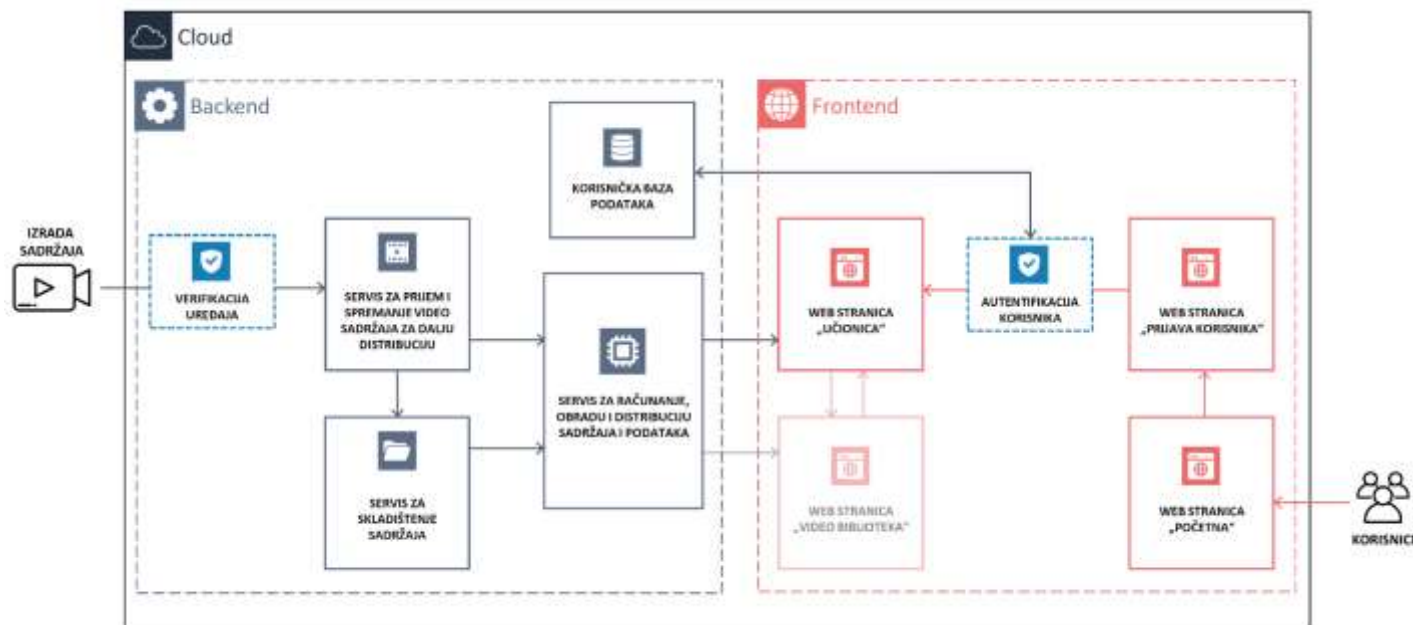 Cloud
Backend
Frontend
KORISNIČKA BAZA
PODATAKA
IZRADA
SADRŽAJA
VERIFIKACIJA
UREĐAJA
SERVIS ZA PRIJEM I
SPREMANJE VIDEO
SADRŽAJA ZA DALJU
DISTRIBUCIJU
WEB STRANICA
„UČIONICA“
AUTENTIFIKACIJA
KORISNIKA
WEB STRANICA
„PRIJAVA KORISNIKA“
SERVIS ZA RAČUNANJE,
OBRADU I DISTRIBUCIJU
SADRŽAJA I PODATAKA
SERVIS ZA
SKLADIŠTENJE
SADRŽAJA
WEB STRANICA
„VIDEO BIBLIOTEKA“
WEB STRANICA
„POČETNA“
KORISNICI